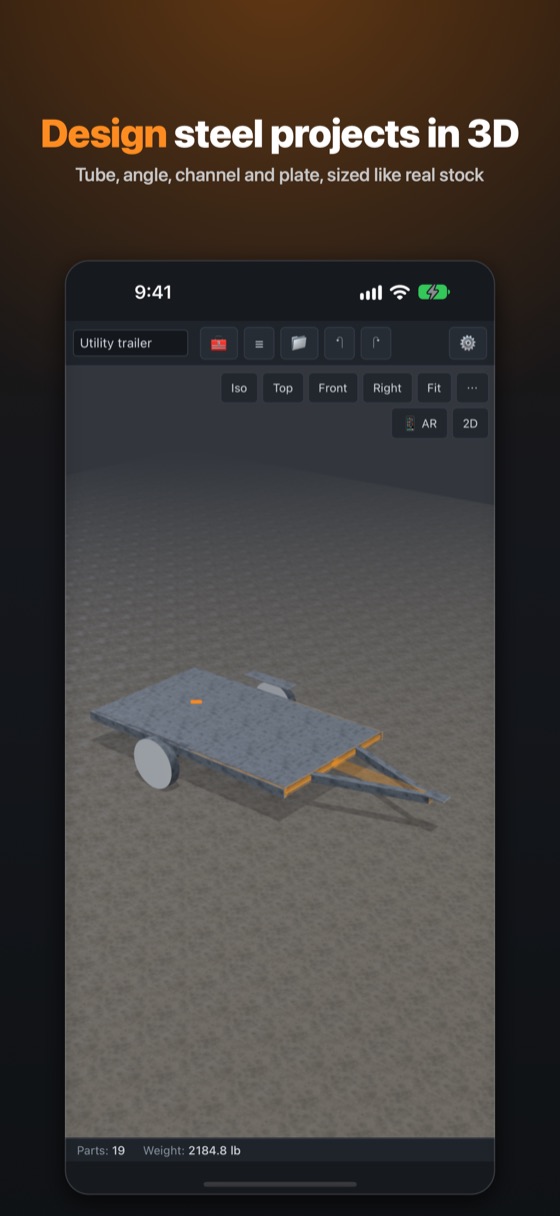 Design steel projects in 3D
Tube, angle, channel and plate, sized like real stock
9:41
Utility trailer
Iso Top Front Right Fit ...
AR 2D
Parts: 19 Weight: 2184.8 lb